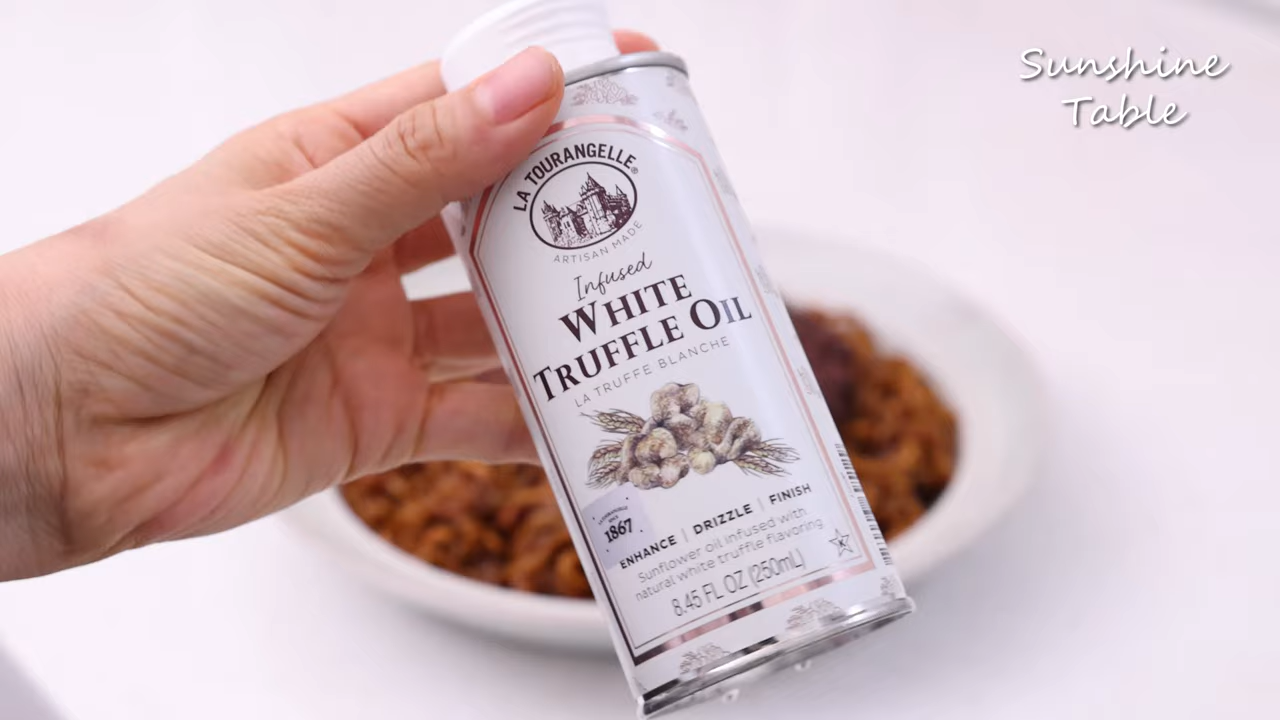 Sunshine
Table
LA TOURANGELLE®
ARTISAN MADE
Infused
WHITE
TRUFFLE OIL
LA TRUFFE BLANCHE
1867
ENHANCE | DRIZZLE | FINISH
Sunflower oil infused with
natural white truffle flavoring
8.45 FL OZ (250mL)
K